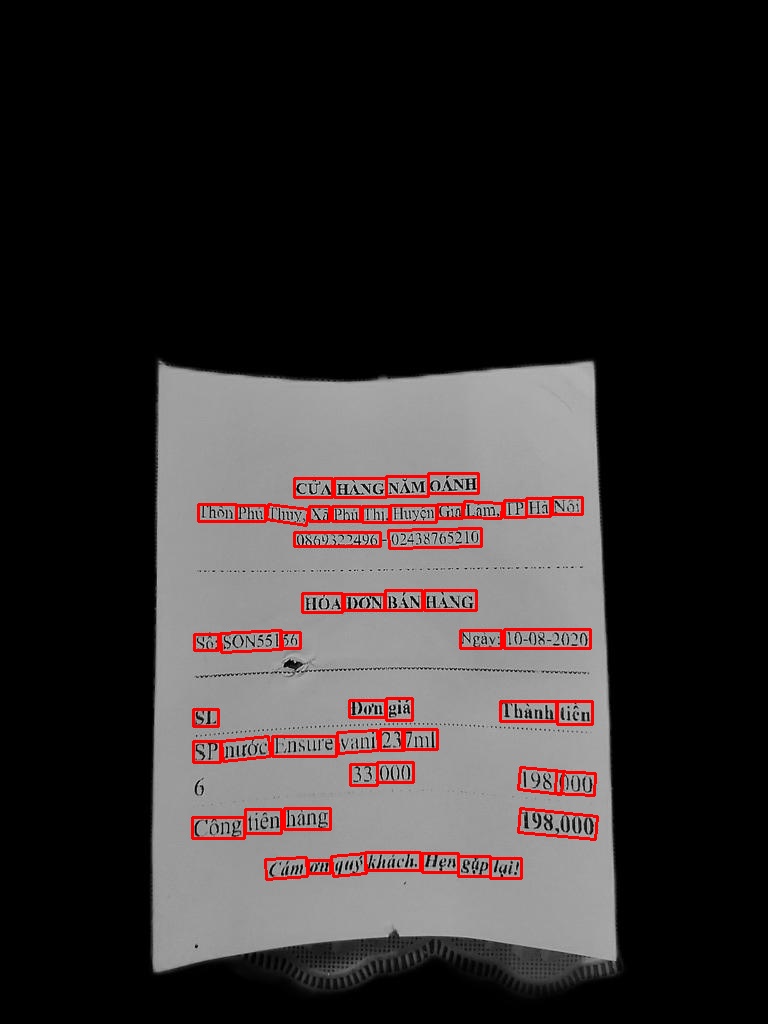 CỬA HÀNG NĂM OÁNH
Thôn Phú Thụy, Xã Phú Thị, Huyện Gia Lâm, TP Hà Nội
0869322496 - 02438765210
HÓA ĐƠN BÁN HÀNG
Số: SON55156 Ngày: 10-08-2020
SL Đơn giá Thành tiền
SP nước Ensure vani 237ml
6 33,000 198,000
Cộng tiền hàng 198,000
Cám ơn quý khách. Hẹn gặp lại!